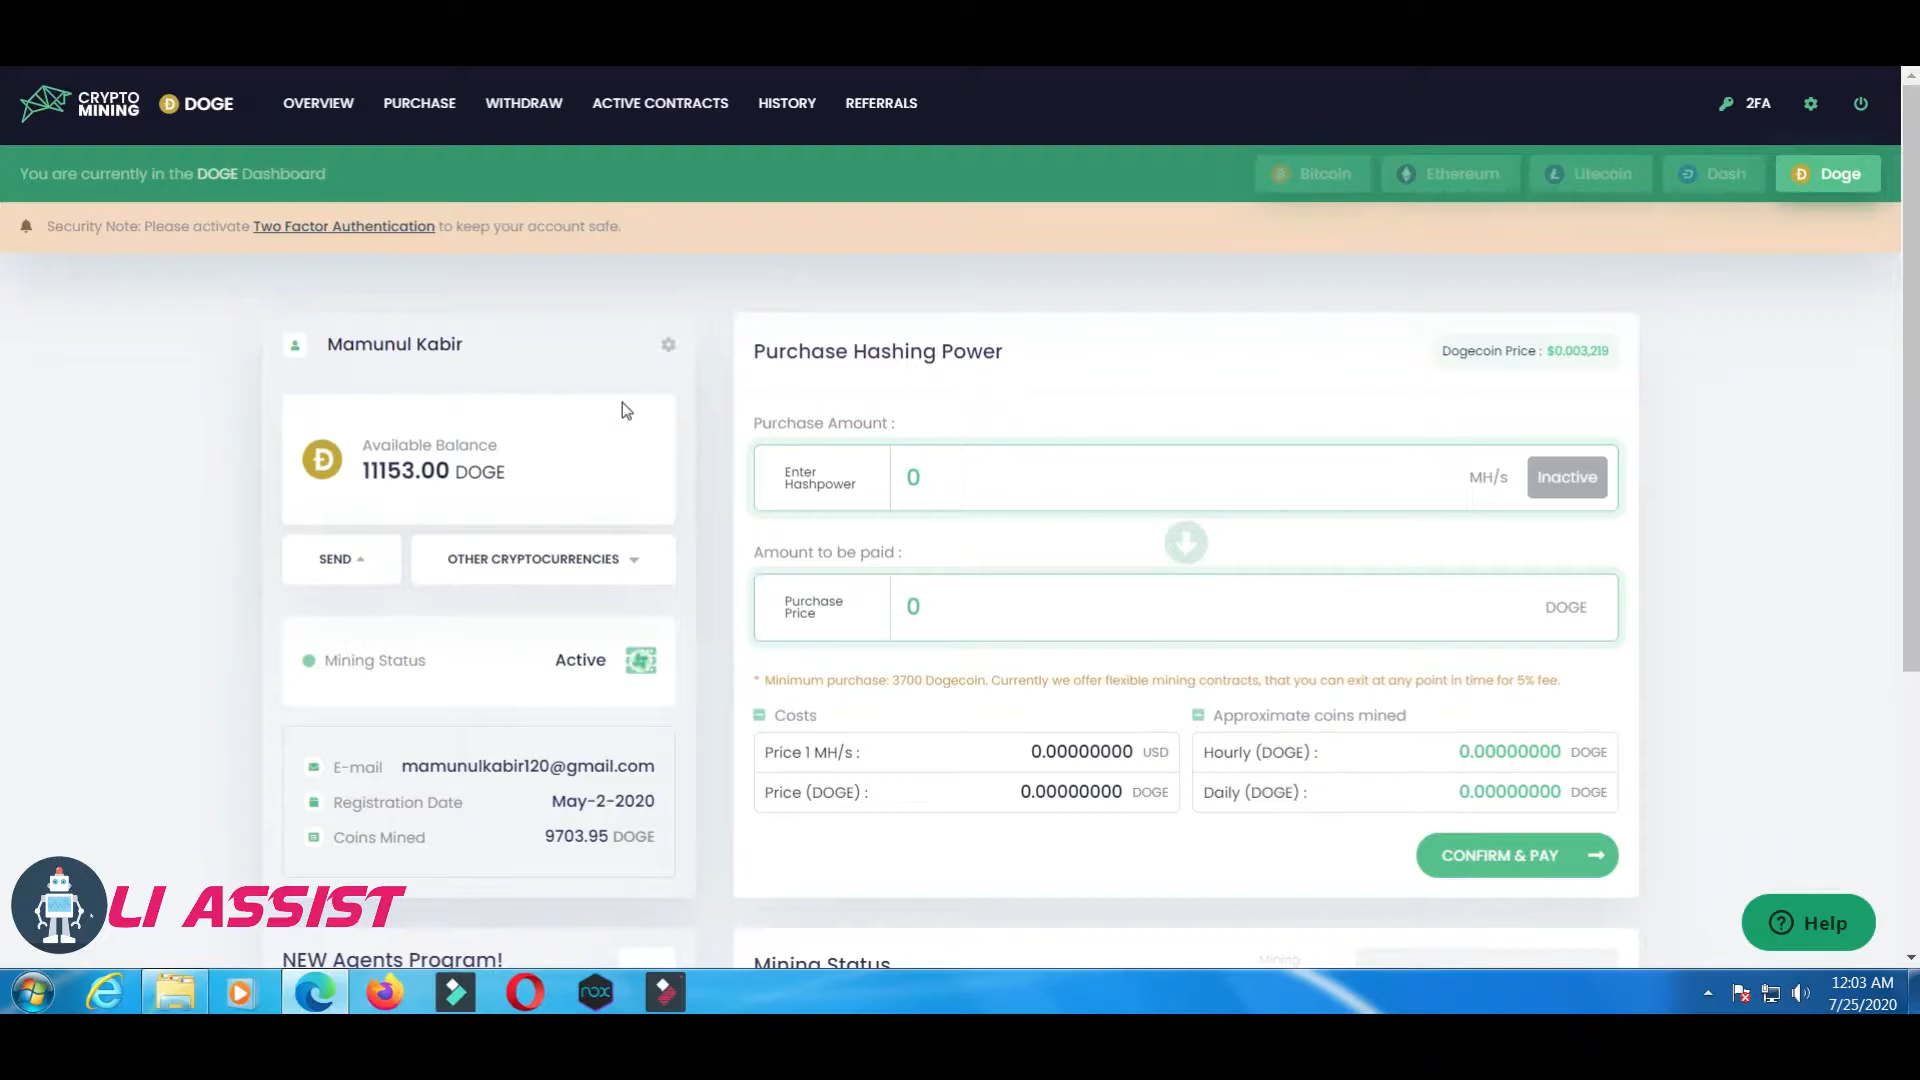 CRYPTO
MINING
DOGE
OVERVIEW
PURCHASE
WITHDRAW
ACTIVE CONTRACTS
HISTORY
REFERRALS
2FA
You are currently in the DOGE Dashboard
Bitcoin
Ethereum
Litecoin
Dash
Doge
Security Note: Please activate Two Factor Authentication to keep your account safe.
Mamunul Kabir
Available Balance
11153.00 DOGE
SEND
OTHER CRYPTOCURRENCIES
Mining Status
Active
E-mail mamunulkabir120@gmail.com
Registration Date May-2-2020
Coins Mined 9703.95 DOGE
NEW Agents Program!
Purchase Hashing Power
Dogecoin Price : $0.003,219
Purchase Amount :
Enter
Hashpower
0
MH/s
Inactive
Amount to be paid :
Purchase
Price
0
DOGE
* Minimum purchase: 3700 Dogecoin. Currently we offer flexible mining contracts, that you can exit at any point in time for 5% fee.
Costs
Price 1 MH/s : 0.00000000 USD
Price (DOGE) : 0.00000000 DOGE
Approximate coins mined
Hourly (DOGE) : 0.00000000 DOGE
Daily (DOGE) : 0.00000000 DOGE
CONFIRM & PAY
Mining Status
Mining
Help
LI ASSIST
nox
12:03 AM
7/25/2020